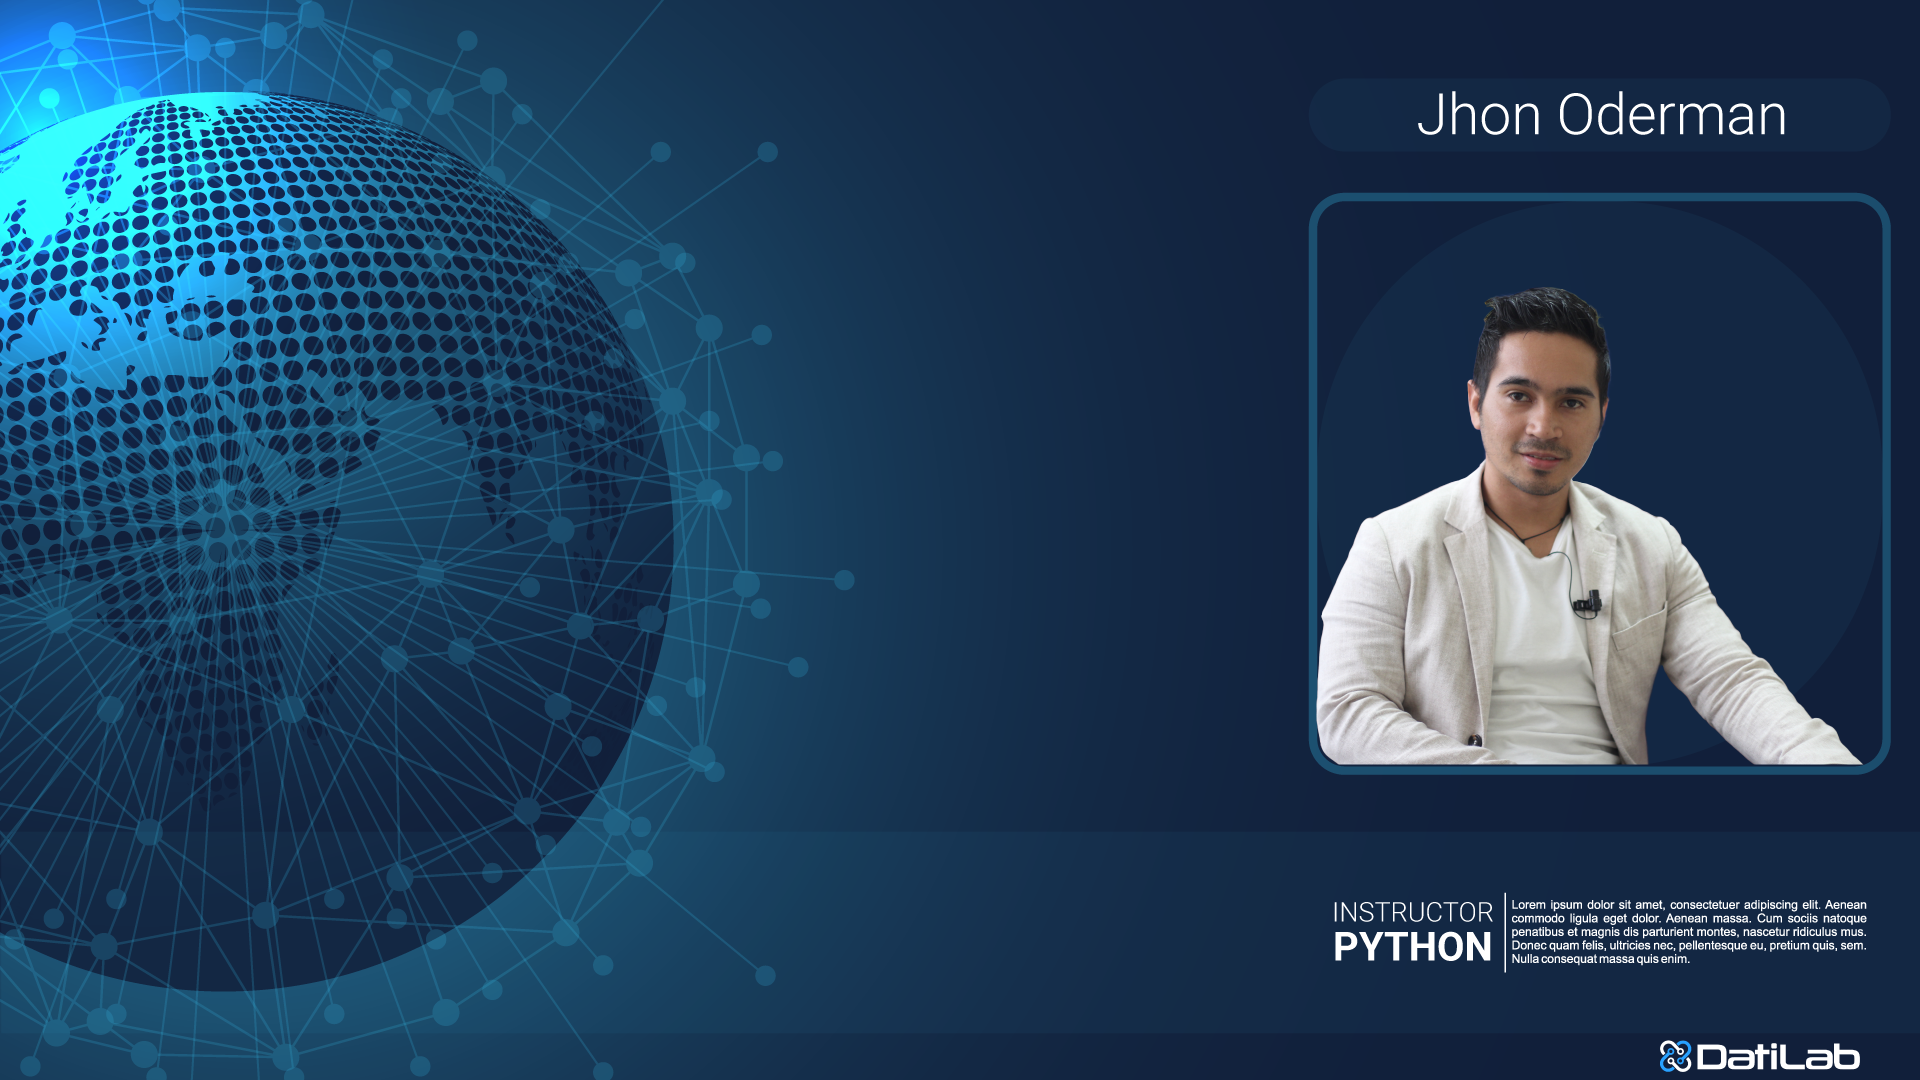 Jhon Oderman
INSTRUCTOR
PYTHON
Lorem ipsum dolor sit amet, consectetuer adipiscing elit. Aenean
commodo ligula eget dolor. Aenean massa. Cum sociis natoque
penatibus et magnis dis parturient montes, nascetur ridiculus mus.
Donec quam felis, ultricies nec, pellentesque eu, pretium quis, sem.
Nulla consequat massa quis enim.
DatiLab